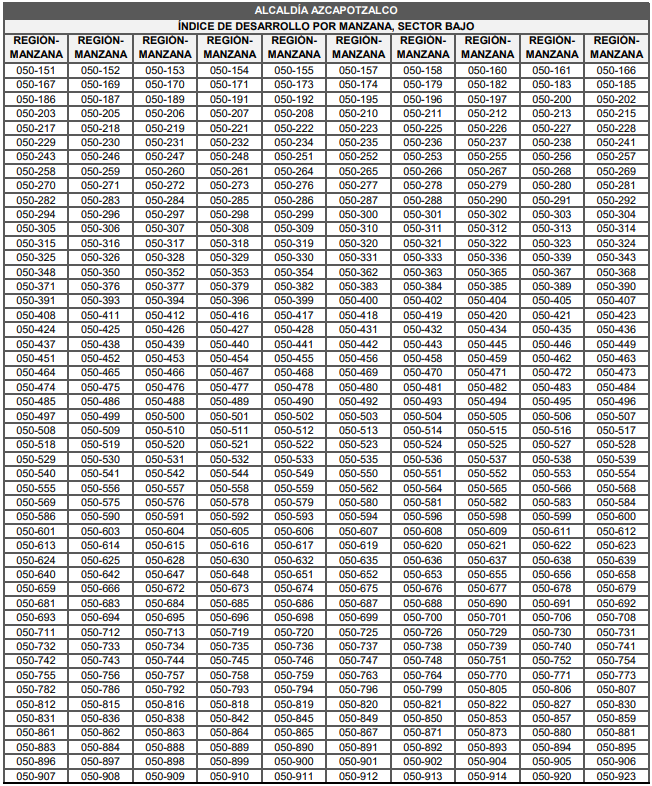 ALCALDÍA AZCAPOTZALCO
ÍNDICE DE DESARROLLO POR MANZANA, SECTOR BAJO
REGIÓN- REGIÓN- REGIÓN- REGIÓN- REGIÓN- REGIÓN- REGIÓN- REGIÓN- REGIÓN- REGIÓN-
MANZANA MANZANA MANZANA MANZANA MANZANA MANZANA MANZANA MANZANA MANZANA MANZANA
050-151 050-152 050-153 050-154 050-155 050-157 050-158 050-160 050-161 050-166
050-167 050-169 050-170 050-171 050-173 050-174 050-179 050-182 050-183 050-185
050-186 050-187 050-189 050-191 050-192 050-195 050-196 050-197 050-200 050-202
050-203 050-205 050-206 050-207 050-208 050-210 050-211 050-212 050-213 050-215
050-217 050-218 050-219 050-221 050-222 050-223 050-225 050-226 050-227 050-228
050-229 050-230 050-231 050-232 050-234 050-235 050-236 050-237 050-238 050-241
050-243 050-246 050-247 050-248 050-251 050-252 050-253 050-255 050-256 050-257
050-258 050-259 050-260 050-261 050-264 050-265 050-266 050-267 050-268 050-269
050-270 050-271 050-272 050-273 050-276 050-277 050-278 050-279 050-280 050-281
050-282 050-283 050-284 050-285 050-286 050-287 050-288 050-290 050-291 050-292
050-294 050-296 050-297 050-298 050-299 050-300 050-301 050-302 050-303 050-304
050-305 050-306 050-307 050-308 050-309 050-310 050-311 050-312 050-313 050-314
050-315 050-316 050-317 050-318 050-319 050-320 050-321 050-322 050-323 050-324
050-325 050-326 050-328 050-329 050-330 050-331 050-333 050-336 050-339 050-343
050-348 050-350 050-352 050-353 050-354 050-362 050-363 050-365 050-367 050-368
050-371 050-376 050-377 050-379 050-382 050-383 050-384 050-385 050-389 050-390
050-391 050-393 050-394 050-396 050-399 050-400 050-402 050-404 050-405 050-407
050-408 050-411 050-412 050-416 050-417 050-418 050-419 050-420 050-421 050-423
050-424 050-425 050-426 050-427 050-428 050-431 050-432 050-434 050-435 050-436
050-437 050-438 050-439 050-440 050-441 050-442 050-443 050-445 050-446 050-449
050-451 050-452 050-453 050-454 050-455 050-456 050-458 050-459 050-462 050-463
050-464 050-465 050-466 050-467 050-468 050-469 050-470 050-471 050-472 050-473
050-474 050-475 050-476 050-477 050-478 050-480 050-481 050-482 050-483 050-484
050-485 050-486 050-488 050-489 050-490 050-492 050-493 050-494 050-495 050-496
050-497 050-499 050-500 050-501 050-502 050-503 050-504 050-505 050-506 050-507
050-508 050-509 050-510 050-511 050-512 050-513 050-514 050-515 050-516 050-517
050-518 050-519 050-520 050-521 050-522 050-523 050-524 050-525 050-527 050-528
050-529 050-530 050-531 050-532 050-533 050-535 050-536 050-537 050-538 050-539
050-540 050-541 050-542 050-544 050-549 050-550 050-551 050-552 050-553 050-554
050-555 050-556 050-557 050-558 050-559 050-562 050-564 050-565 050-566 050-568
050-569 050-575 050-576 050-578 050-579 050-580 050-581 050-582 050-583 050-584
050-586 050-590 050-591 050-592 050-593 050-594 050-596 050-598 050-599 050-600
050-601 050-603 050-604 050-605 050-606 050-607 050-608 050-609 050-611 050-612
050-613 050-614 050-615 050-616 050-617 050-619 050-620 050-621 050-622 050-623
050-624 050-625 050-628 050-630 050-632 050-635 050-636 050-637 050-638 050-639
050-640 050-642 050-647 050-648 050-651 050-652 050-653 050-655 050-656 050-658
050-659 050-666 050-672 050-673 050-674 050-675 050-676 050-677 050-678 050-679
050-681 050-683 050-684 050-685 050-686 050-687 050-688 050-690 050-691 050-692
050-693 050-694 050-695 050-696 050-698 050-699 050-700 050-701 050-706 050-708
050-711 050-712 050-713 050-719 050-720 050-725 050-726 050-729 050-730 050-731
050-732 050-733 050-734 050-735 050-736 050-737 050-738 050-739 050-740 050-741
050-742 050-743 050-744 050-745 050-746 050-747 050-748 050-751 050-752 050-754
050-755 050-756 050-757 050-758 050-759 050-763 050-764 050-770 050-771 050-773
050-782 050-786 050-792 050-793 050-794 050-796 050-799 050-805 050-806 050-807
050-812 050-815 050-816 050-818 050-819 050-820 050-821 050-822 050-827 050-830
050-831 050-836 050-838 050-842 050-845 050-849 050-850 050-853 050-857 050-859
050-861 050-862 050-863 050-864 050-865 050-867 050-871 050-873 050-880 050-881
050-883 050-884 050-888 050-889 050-890 050-891 050-892 050-893 050-894 050-895
050-896 050-897 050-898 050-899 050-900 050-901 050-902 050-904 050-905 050-906
050-907 050-908 050-909 050-910 050-911 050-912 050-913 050-914 050-920 050-923